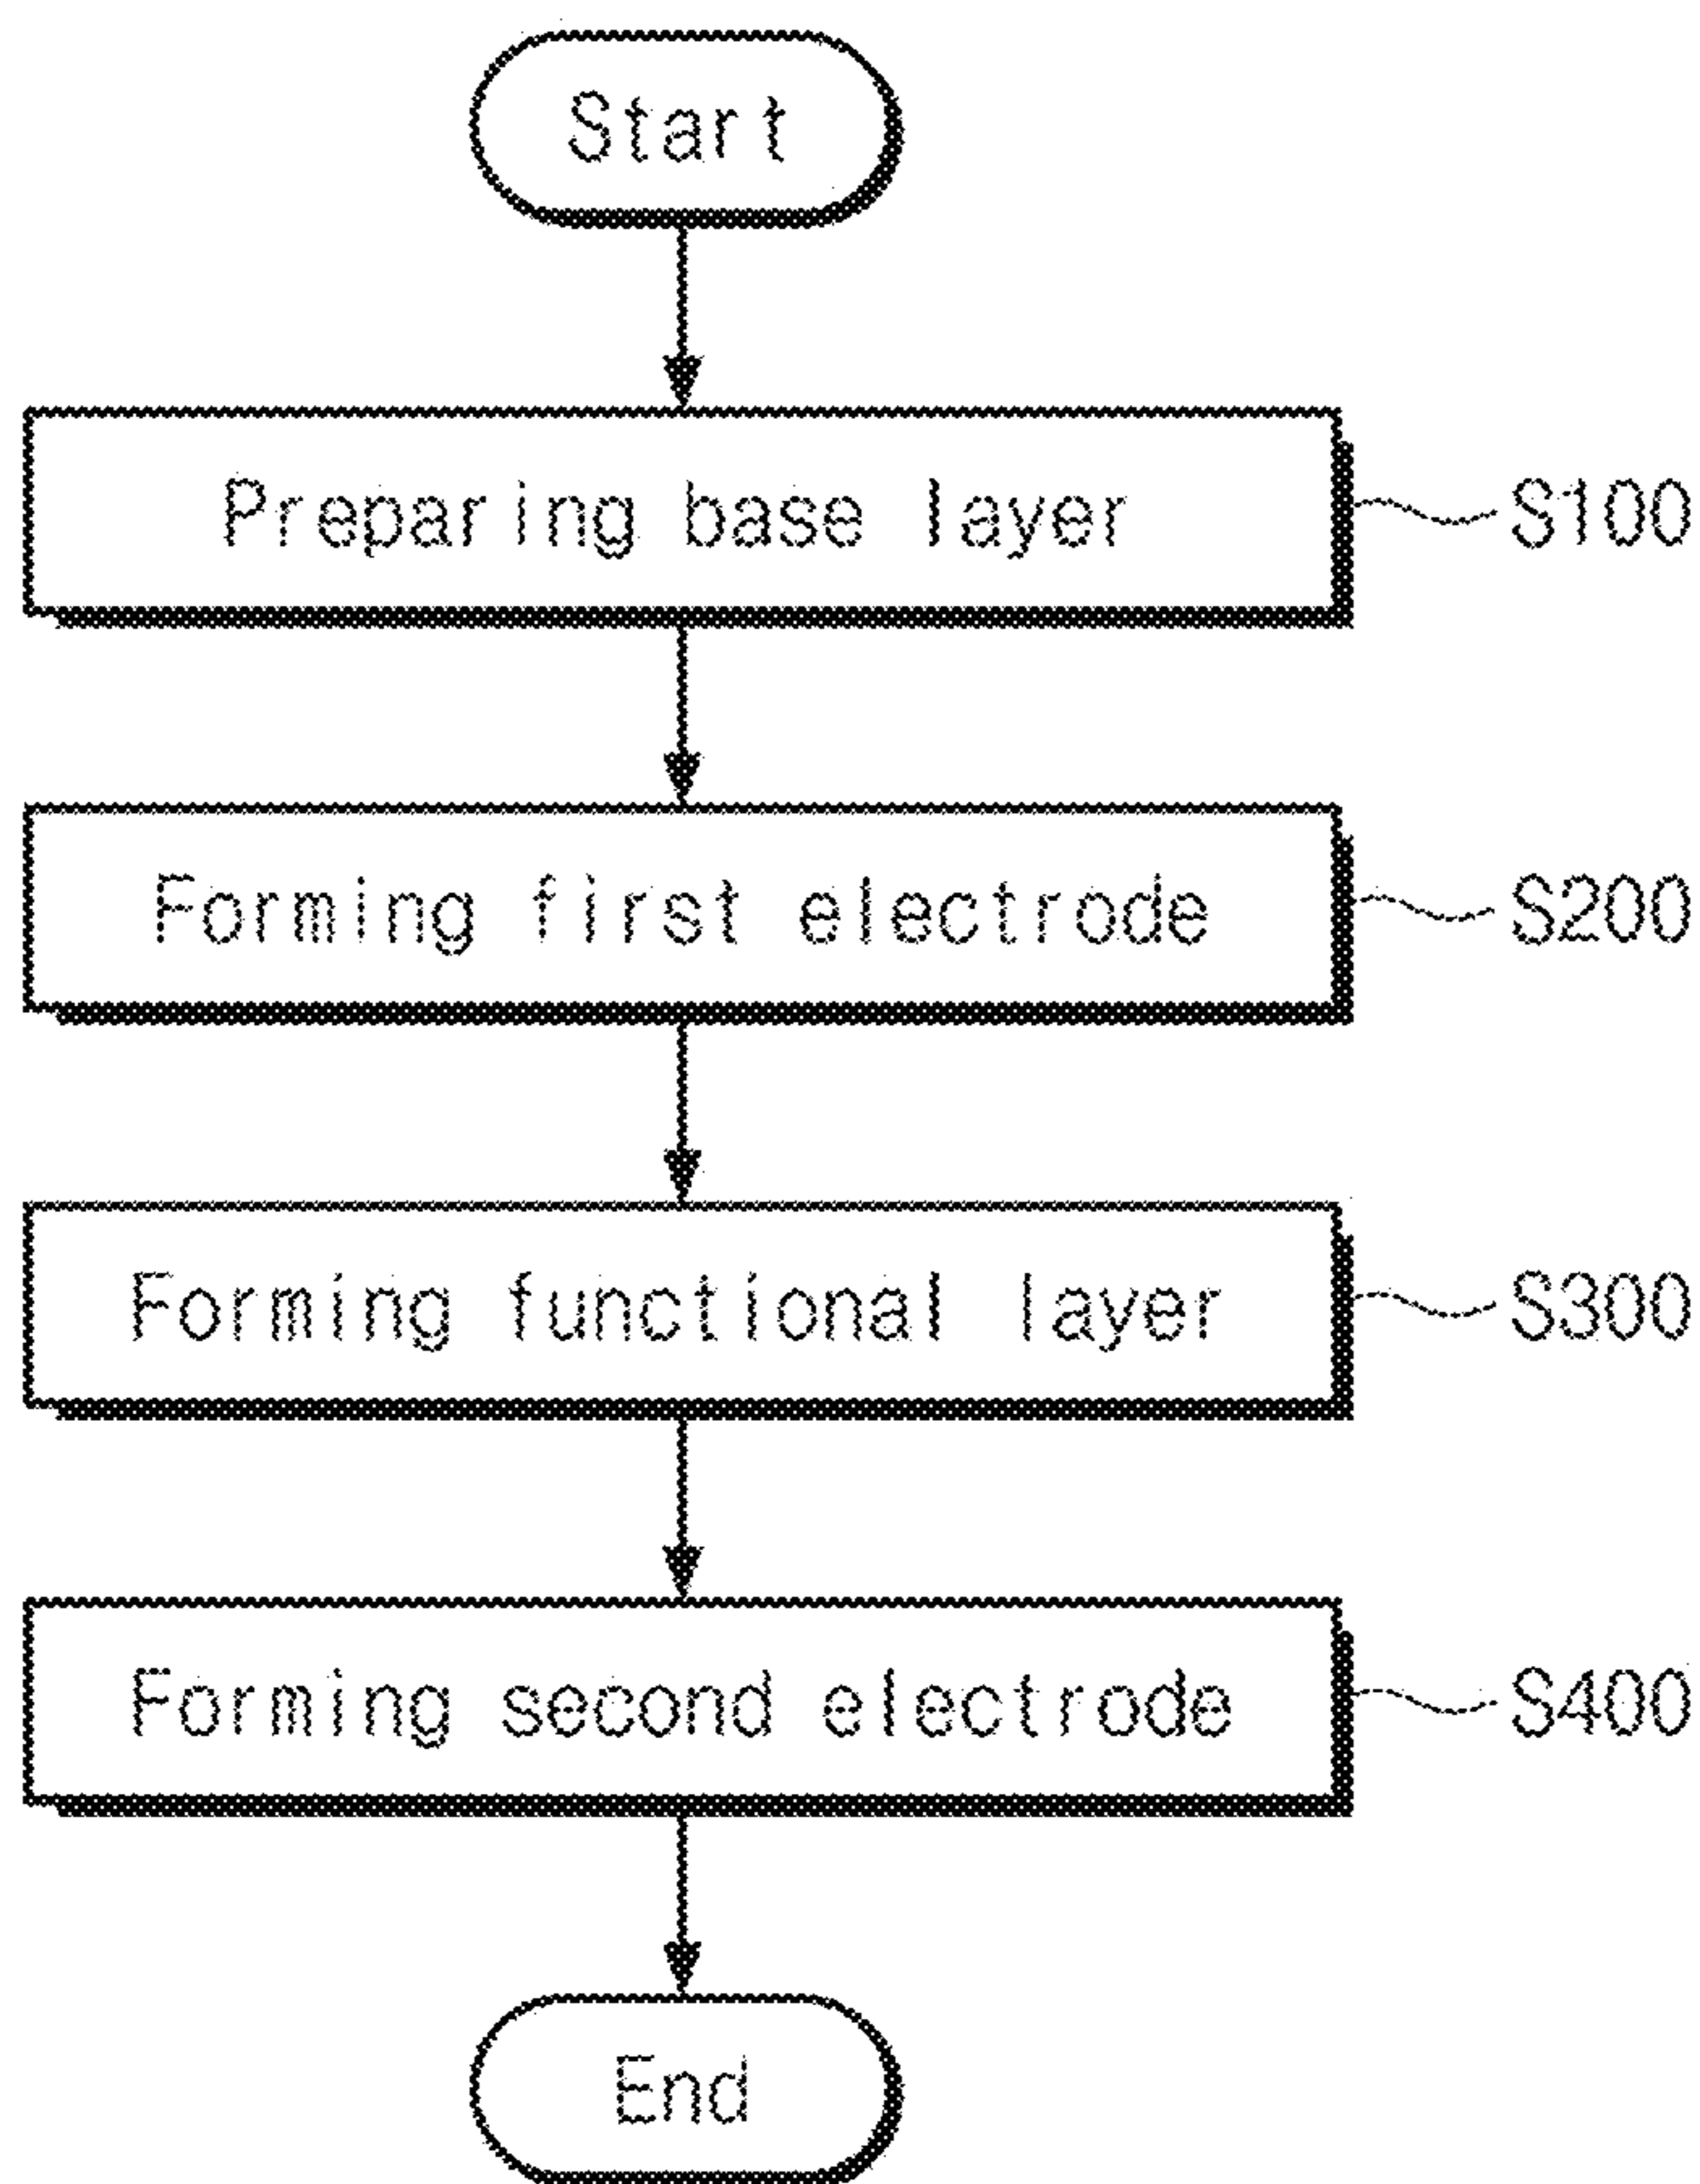 Start
Preparing base layer
S100
Forming first electrode
S200
Forming functional layer
S300
Forming second electrode
S400
End